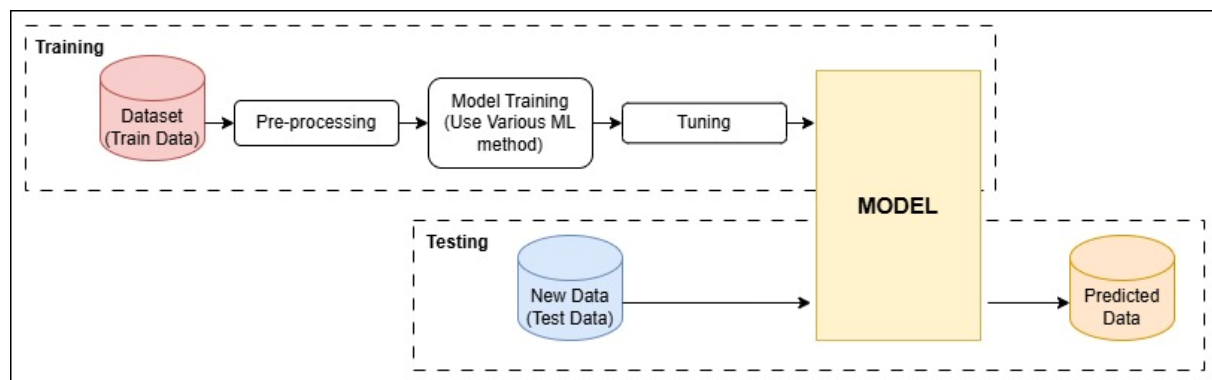 Training
Dataset
(Train Data)
Pre-processing
Model Training
(Use Various ML
method)
Tuning
MODEL
Testing
New Data
(Test Data)
Predicted
Data